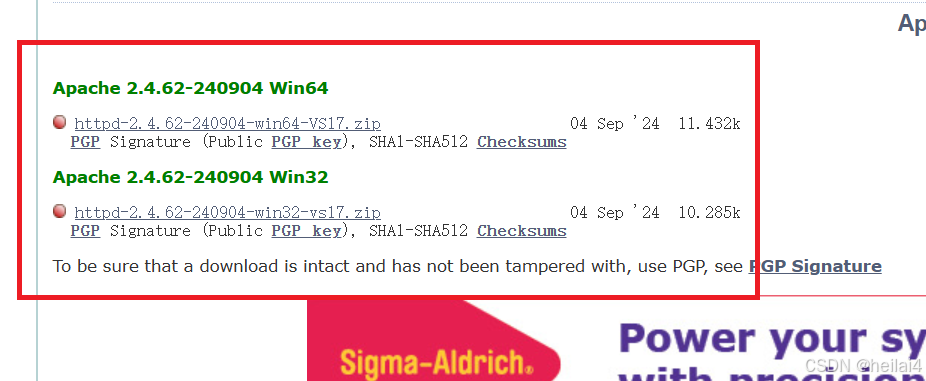 Ap
Apache 2.4.62-240904 Win64
httpd-2.4.62-240904-win64-VS17.zip 04 Sep '24 11.432k
PGP Signature (Public PGP key), SHA1-SHA512 Checksums
Apache 2.4.62-240904 Win32
httpd-2.4.62-240904-win32-vs17.zip 04 Sep '24 10.285k
PGP Signature (Public PGP key), SHA1-SHA512 Checksums
To be sure that a download is intact and has not been tampered with, use PGP, see PGP Signature
Power your sy
Sigma-Aldrich®
with precision
CSDN @heilai4